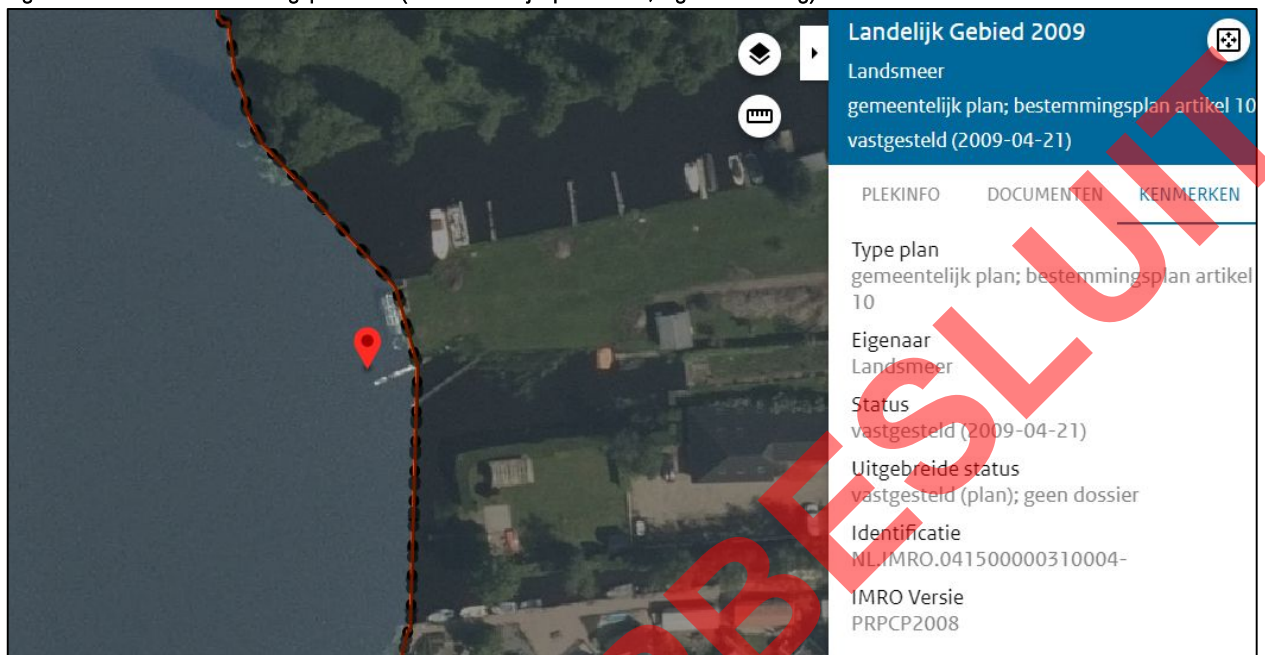 Landelijk Gebied 2009
Landsmeer
gemeentelijk plan; bestemmingsplan artikel 10
vastgesteld (2009-04-21)
PLEKINFO DOCUMENTEN KENMERKEN
Type plan
gemeentelijk plan; bestemmingsplan artikel
10
Eigenaar
Landsmeer
Status
vastgesteld (2009-04-21)
Uitgebreide status
vastgesteld (plan); geen dossier
Identificatie
NL.IMRO.041500000310004-
IMRO Versie
PRPCP2008
OBESLUIT